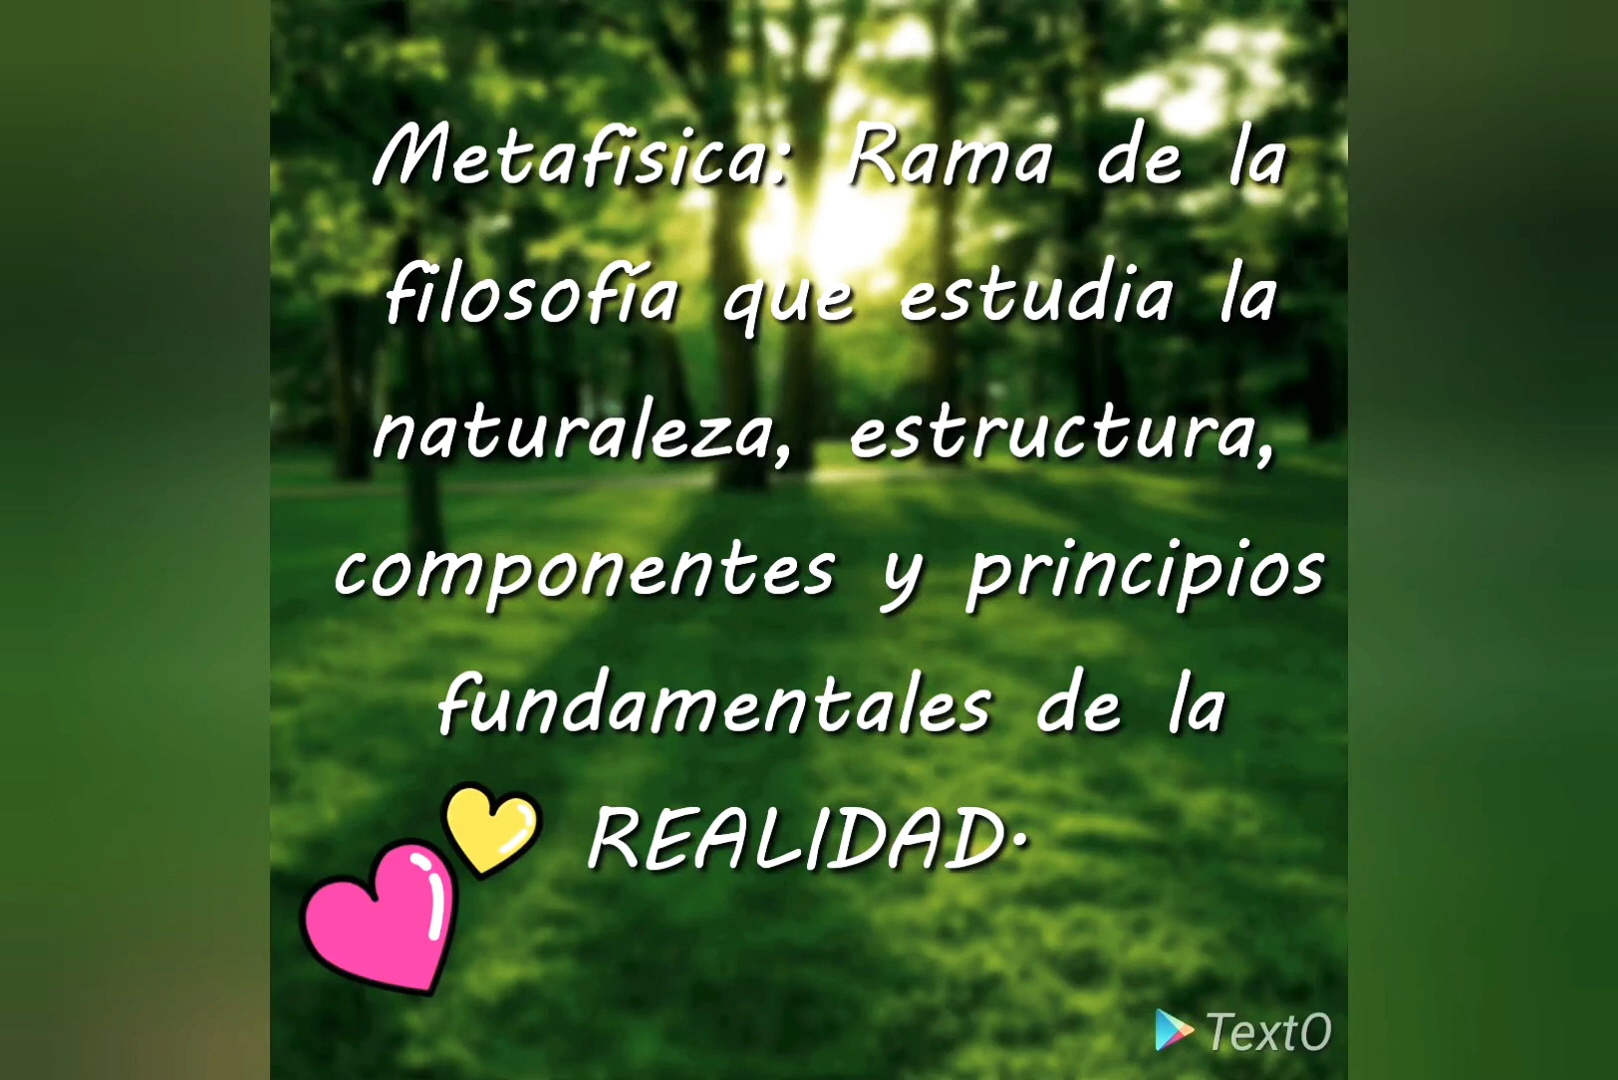 Metafisica: Rama de la
filosofía que estudia la
naturaleza, estructura,
componentes y principios
fundamentales de la
REALIDAD.
TextO